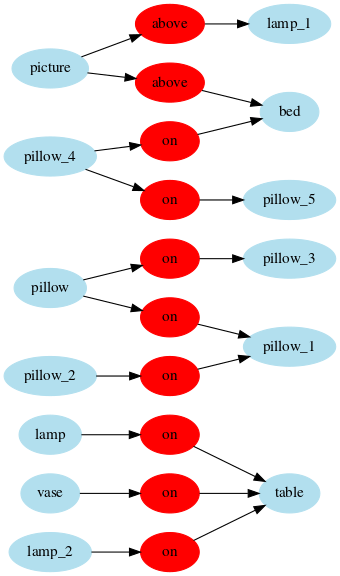 above
lamp_1
picture
above
bed
on
pillow_4
on
pillow_5
on
pillow_3
pillow
on
pillow_1
pillow_2
on
lamp
on
vase
on
table
lamp_2
on